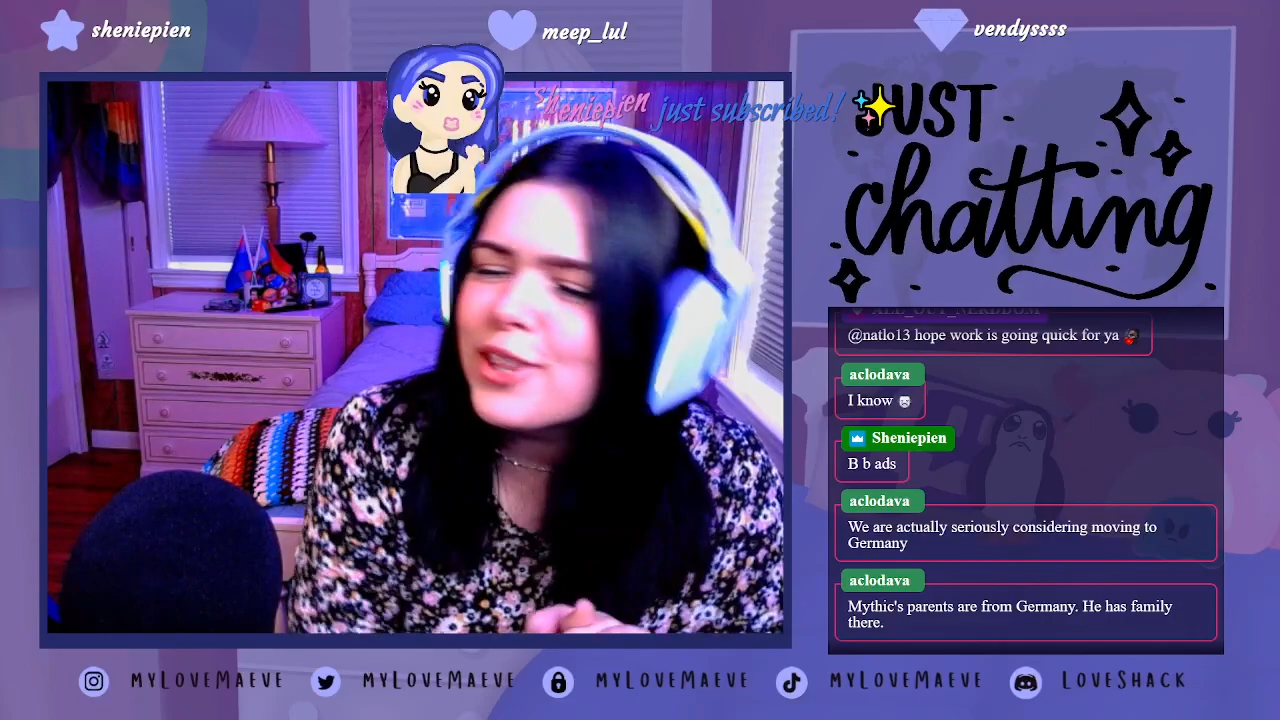 sheniepien
meep_lul
vendyssss
sheniepien just subscribed!
JUST
chatting
ALL_OUT_NERDDOM
@natlo13 hope work is going quick for ya
aclodava
I know
Sheniepien
B b ads
aclodava
We are actually seriously considering moving to
Germany
aclodava
Mythic's parents are from Germany. He has family
there.
MYLOVEMAEVE
MYLOVEMAEVE
MYLOVEMAEVE
MYLOVEMAEVE
LOVESHACK